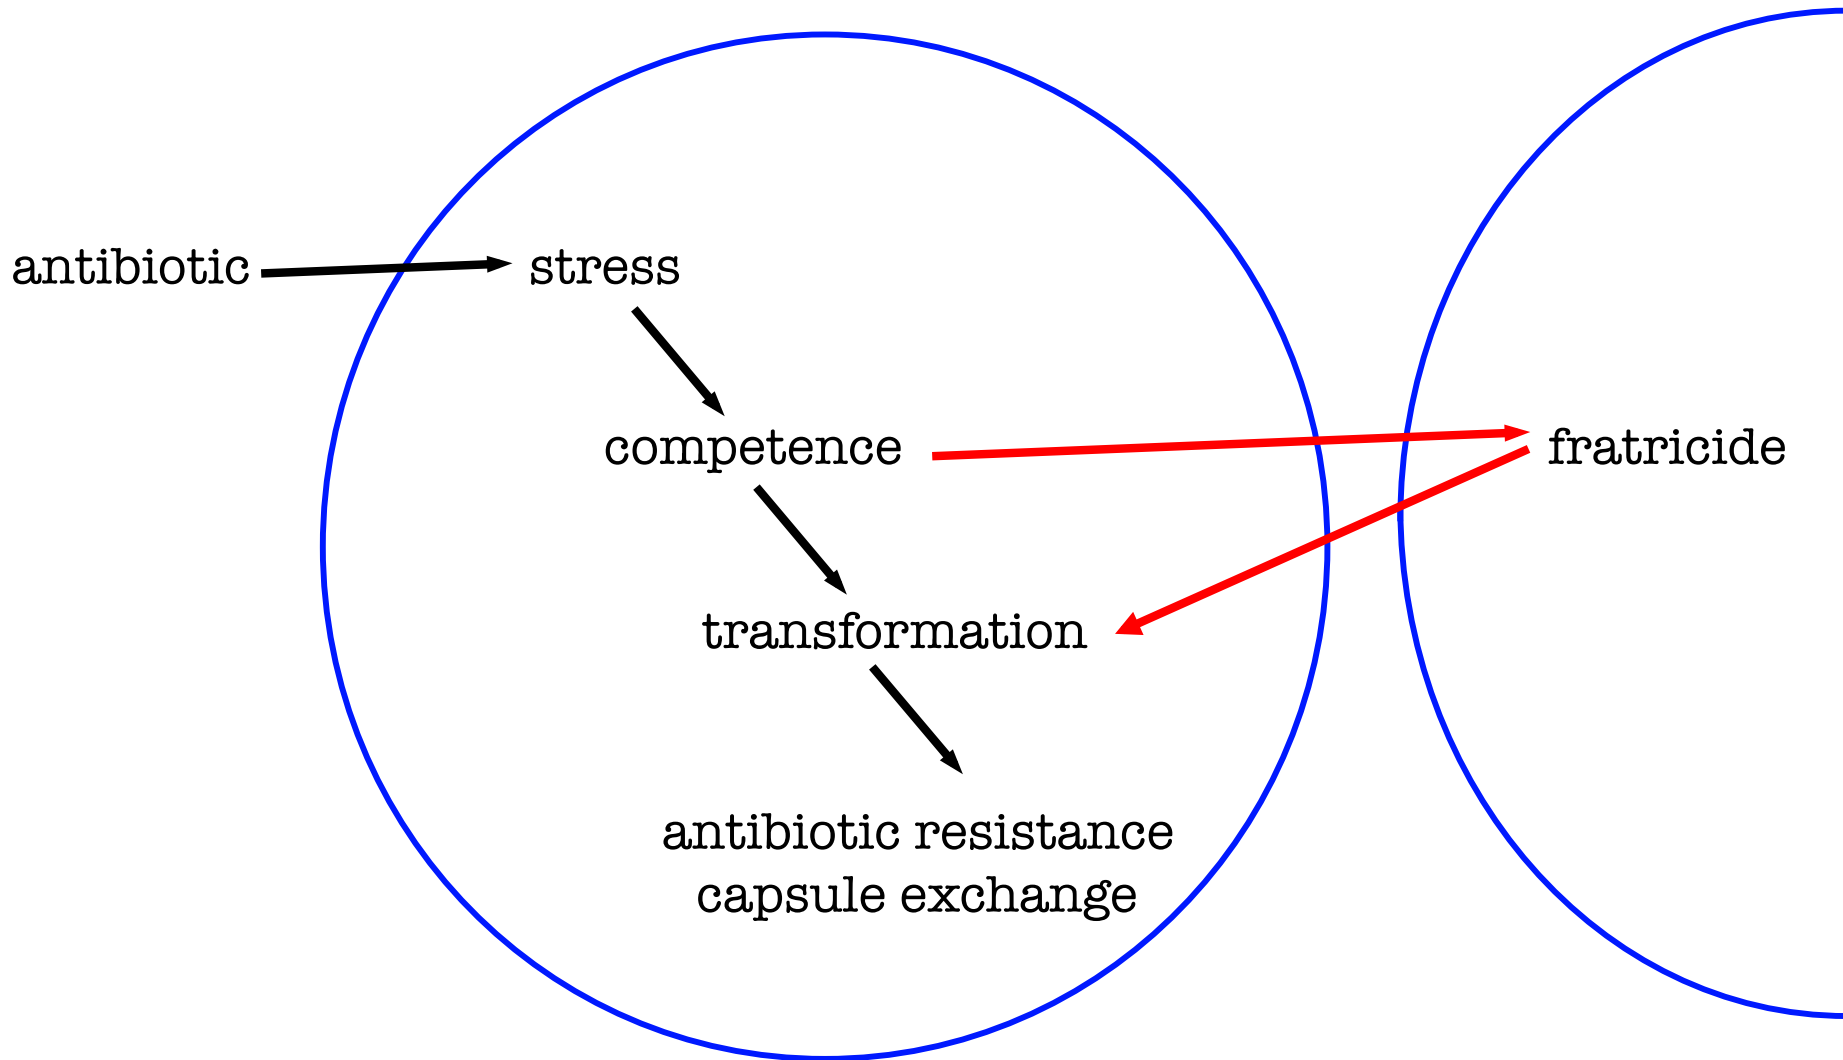 antibiotic
stress
competence
fratricide
transformation
antibiotic resistance
capsule exchange